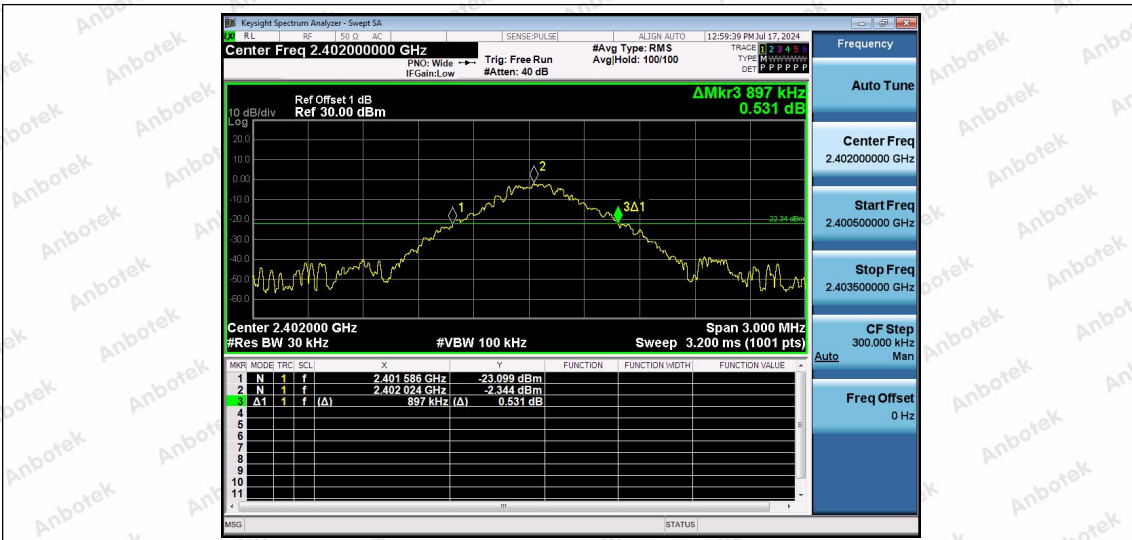 Keysight Spectrum Analyzer - Swept SA
LXI RL RF 50 Ω AC SENSE:PULSE ALIGN AUTO 12:59:39 PM Jul 17, 2024
Center Freq 2.402000000 GHz
PNO: Wide
IFGain:Low
Trig: Free Run
#Atten: 40 dB
#Avg Type: RMS
Avg|Hold: 100/100
TRACE 1 2 3 4 5 6
TYPE M WWWWW
DET P P P P P P
ΔMkr3 897 kHz
0.531 dB
Ref Offset 1 dB
10 dB/div Ref 30.00 dBm
Log
20.0
10.0
0.00
-10.0
-20.0
-30.0
-40.0
-50.0
-60.0
1
2
3Δ1
-22.34 dBm
Center 2.402000 GHz Span 3.000 MHz
#Res BW 30 kHz #VBW 100 kHz Sweep 3.200 ms (1001 pts)
MKR MODE TRC SCL X Y FUNCTION FUNCTION WIDTH FUNCTION VALUE
1 N 1 f 2.401 586 GHz -23.099 dBm
2 N 1 f 2.402 024 GHz -2.344 dBm
3 Δ1 1 f (Δ) 897 kHz (Δ) 0.531 dB
4
5
6
7
8
9
10
11
MSG STATUS
Frequency
Auto Tune
Center Freq
2.402000000 GHz
Start Freq
2.400500000 GHz
Stop Freq
2.403500000 GHz
CF Step
300.000 kHz
Auto Man
Freq Offset
0 Hz
Anbotek